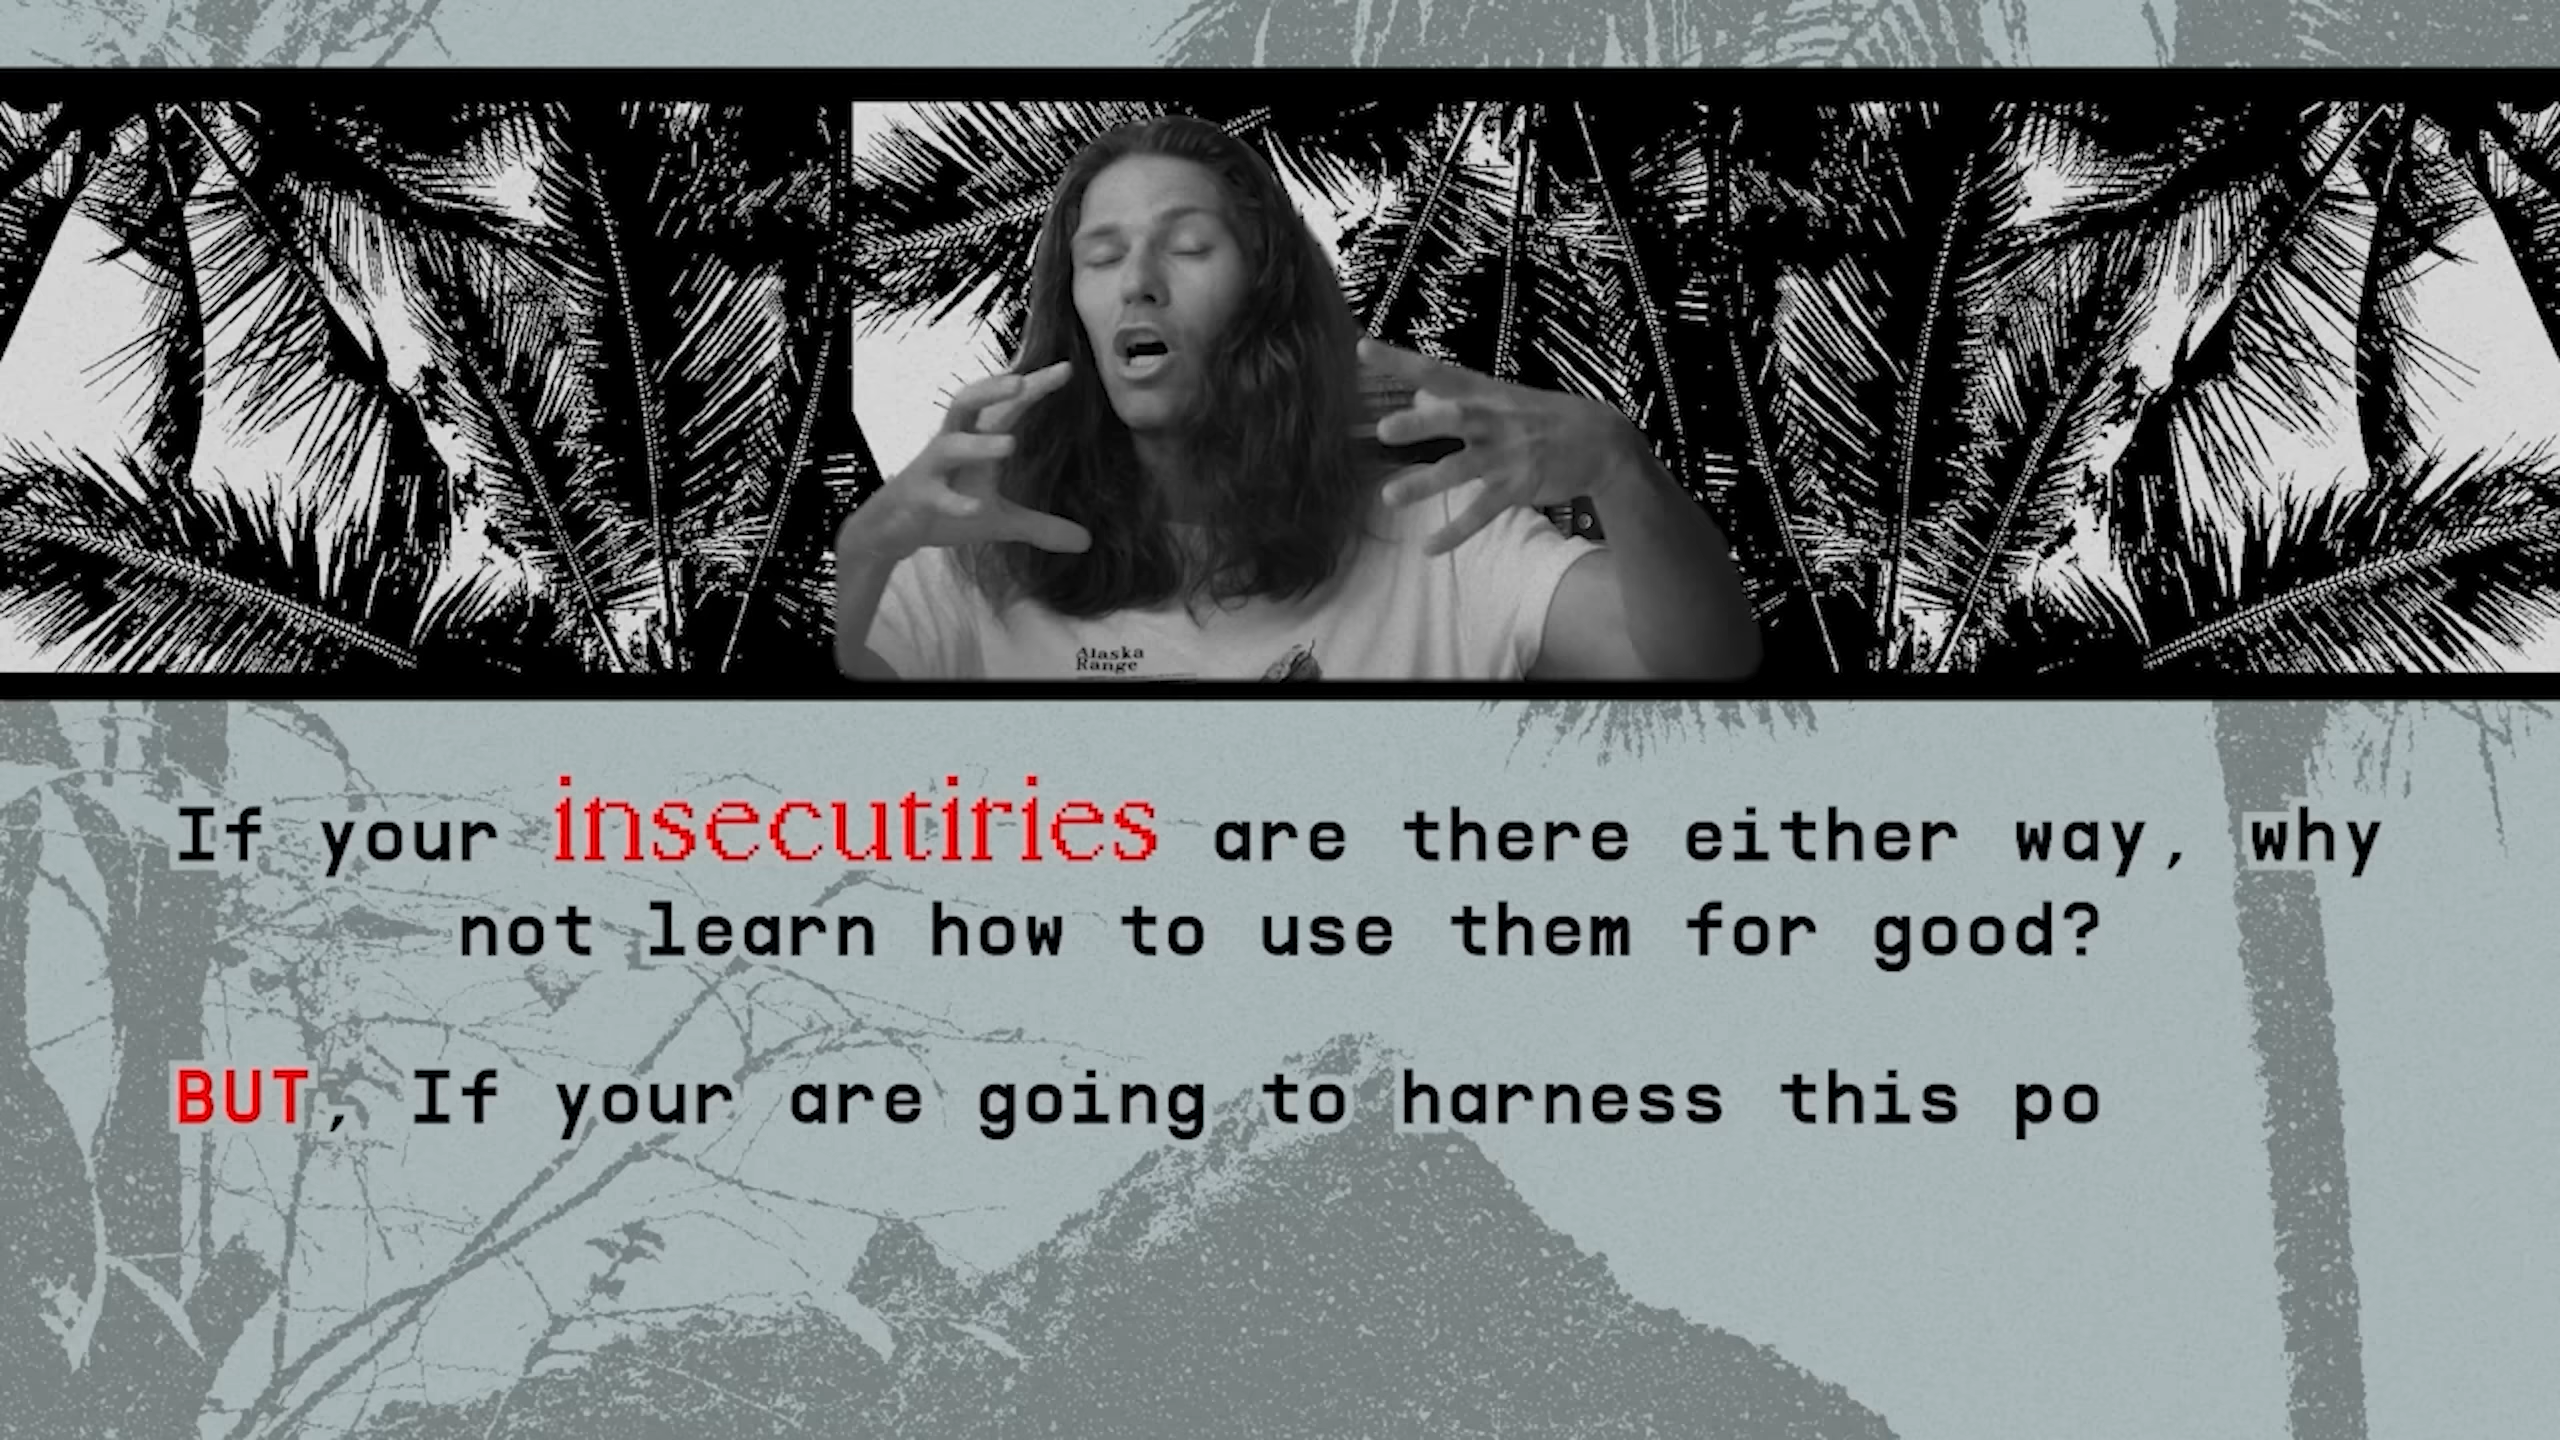 Alaska
Range
If your insecutiries are there either way, why
not learn how to use them for good?
BUT, If your are going to harness this po